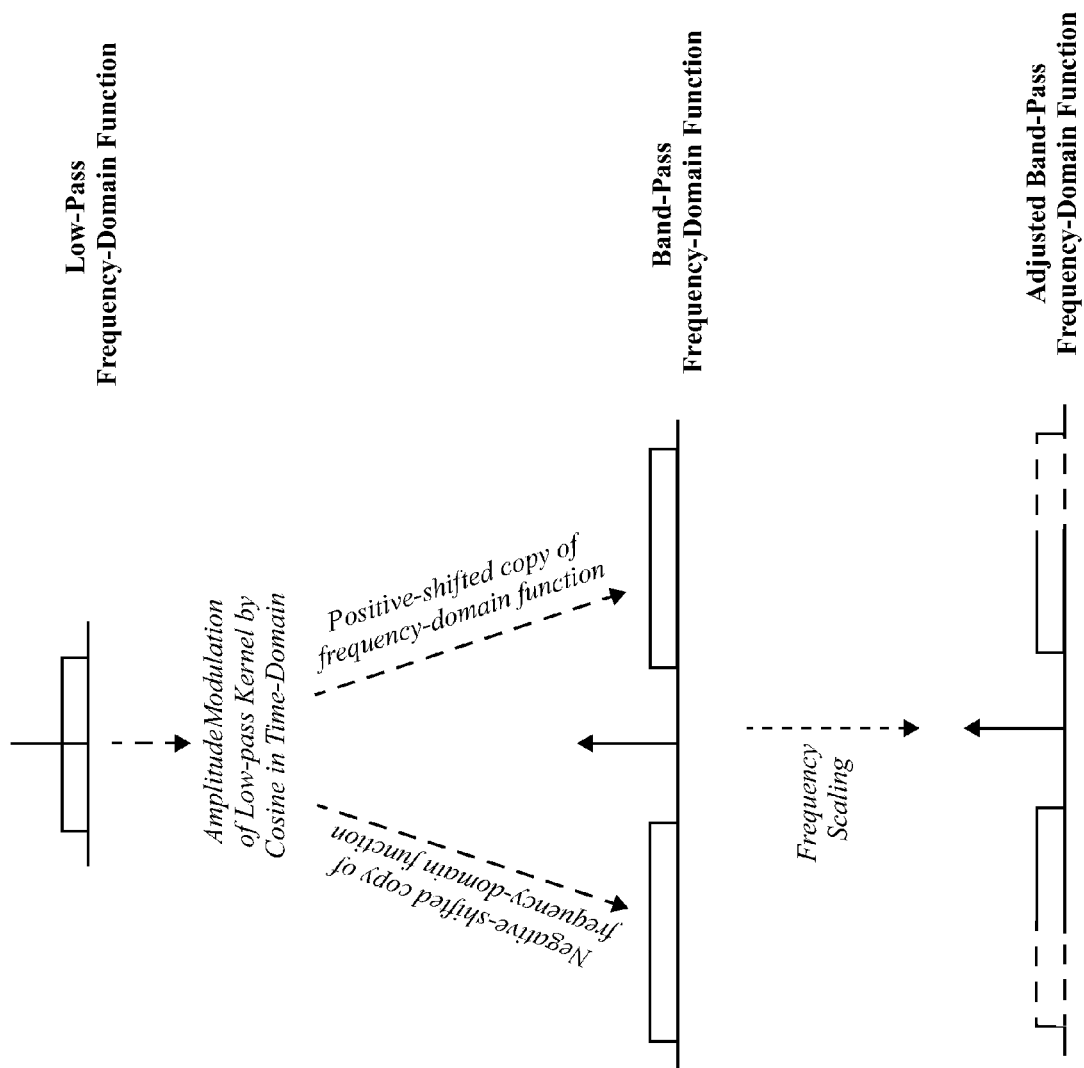 Low-Pass
Frequency-Domain Function
AmplitudeModulation
of Low-pass Kernel by
Cosine in Time-Domain
Positive-shifted copy of
frequency-domain function
Negative-shifted copy of
frequency-domain function
Band-Pass
Frequency-Domain Function
Frequency
Scaling
Adjusted Band-Pass
Frequency-Domain Function